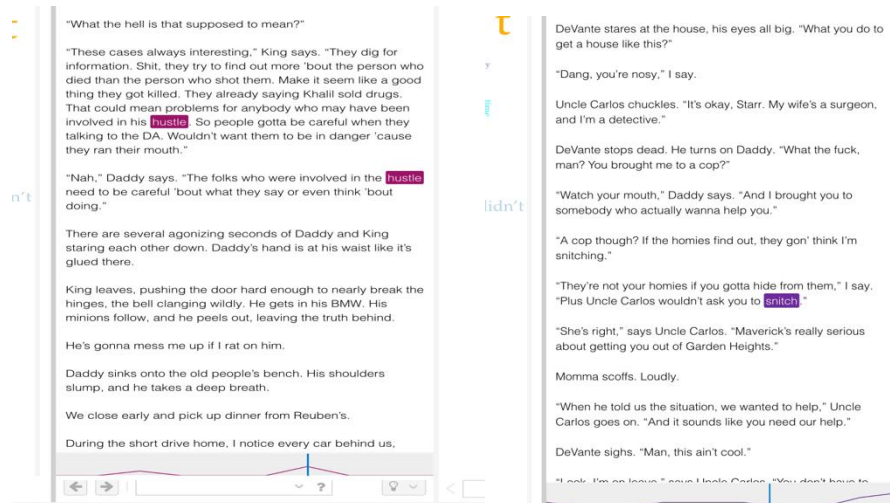 “What the hell is that supposed to mean?”
“These cases always interesting,” King says. “They dig for
information. Shit, they try to find out more ’bout the person who
died than the person who shot them. Make it seem like a good
thing they got killed. They already saying Khalil sold drugs.
That could mean problems for anybody who may have been
involved in his hustle. So people gotta be careful when they
talking to the DA. Wouldn’t want them to be in danger ’cause
they ran their mouth.”
“Nah,” Daddy says. “The folks who were involved in the hustle
need to be careful ’bout what they say or even think ’bout
doing.”
There are several agonizing seconds of Daddy and King
staring each other down. Daddy’s hand is at his waist like it’s
glued there.
King leaves, pushing the door hard enough to nearly break the
hinges, the bell clanging wildly. He gets in his BMW. His
minions follow, and he peels out, leaving the truth behind.
He’s gonna mess me up if I rat on him.
Daddy sinks onto the old people’s bench. His shoulders
slump, and he takes a deep breath.
We close early and pick up dinner from Reuben’s.
During the short drive home, I notice every car behind us,
?
n’t
t
y
lidn’t
DeVante stares at the house, his eyes all big. “What you do to
get a house like this?”
“Dang, you’re nosy,” I say.
Uncle Carlos chuckles. “It’s okay, Starr. My wife’s a surgeon,
and I’m a detective.”
DeVante stops dead. He turns on Daddy. “What the fuck,
man? You brought me to a cop?”
“Watch your mouth,” Daddy says. “And I brought you to
somebody who actually wanna help you.”
“A cop though? If the homies find out, they gon’ think I’m
snitching.”
“They’re not your homies if you gotta hide from them,” I say.
“Plus Uncle Carlos wouldn’t ask you to snitch.”
“She’s right,” says Uncle Carlos. “Maverick’s really serious
about getting you out of Garden Heights.”
Momma scoffs. Loudly.
“When he told us the situation, we wanted to help,” Uncle
Carlos goes on. “And it sounds like you need our help.”
DeVante sighs. “Man, this ain’t cool.”
“Look, I’m on leave,” says Uncle Carlos. “You don’t have to